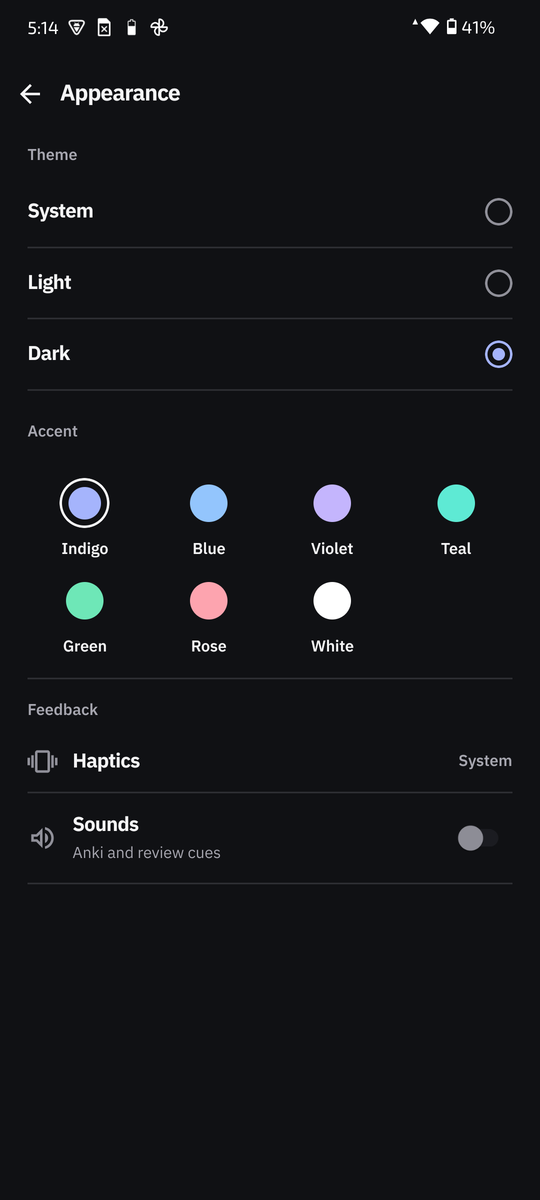 5:14
41%
Appearance
Theme
System
Light
Dark
Accent
Indigo Blue Violet Teal
Green Rose White
Feedback
Haptics System
Sounds
Anki and review cues